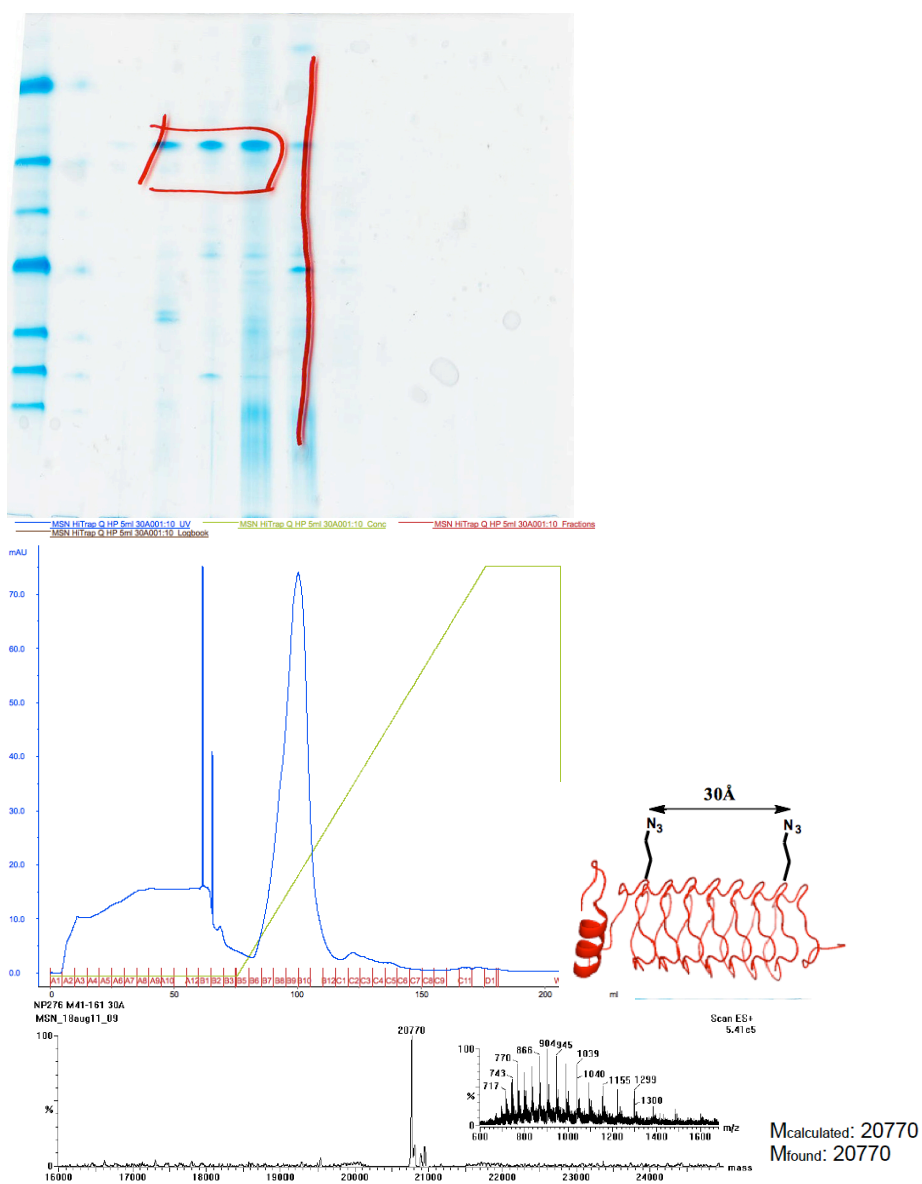 MSN HiTrap Q HP 5ml 30A001:10_UV MSN HiTrap Q HP 5ml 30A001:10_Conc MSN HiTrap Q HP 5ml 30A001:10_Fractions
MSN HiTrap Q HP 5ml 30A001:10_Logbook
mAU
70.0
60.0
50.0
40.0
30.0
20.0
10.0
0.0
A1 A2 A3 A4 A5 A6 A7 A8 A9 A10 A12 B1 B2 B3 B5 B6 B7 B8 B9 B10 B12 C1 C2 C3 C4 C5 C6 C7 C8 C9 C11 D1
0 50 100 150 200 ml
30Å
N3 N3
NP276 M41-161 30A
MSN_18aug11_09
Scan ES+
5.41e5
100
%
0
20770
16000 17000 18000 19000 20000 21000 22000 23000 24000 mass
100
%
0
717 743 770 866 904 945 1039 1040 1155 1299 1300
600 800 1000 1200 1400 1600 m/z
Mcalculated: 20770
Mfound: 20770